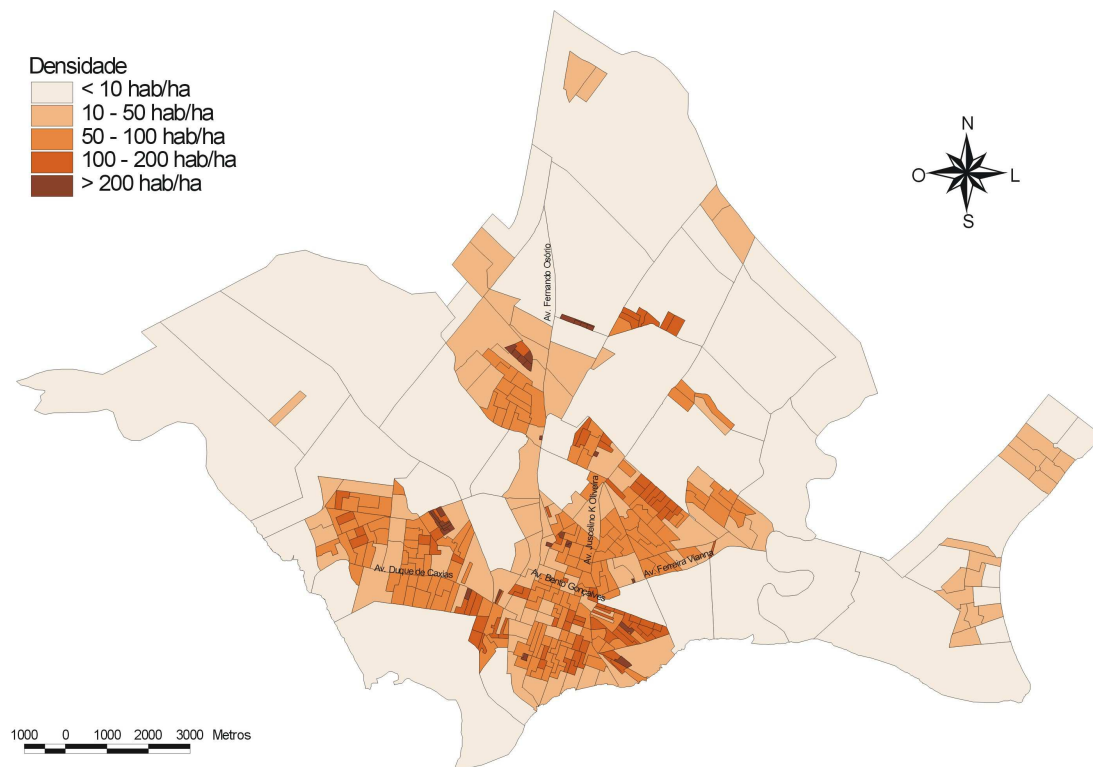 Densidade
< 10 hab/ha
10 - 50 hab/ha
50 - 100 hab/ha
100 - 200 hab/ha
> 200 hab/ha
N
O L
S
Av. Fernando Osório
Av. Juscelino K Oliveira
Av. Ferreira Vianna
Av. Duque de Caxias
Av. Bento Gonçalves
1000 0 1000 2000 3000 Metros